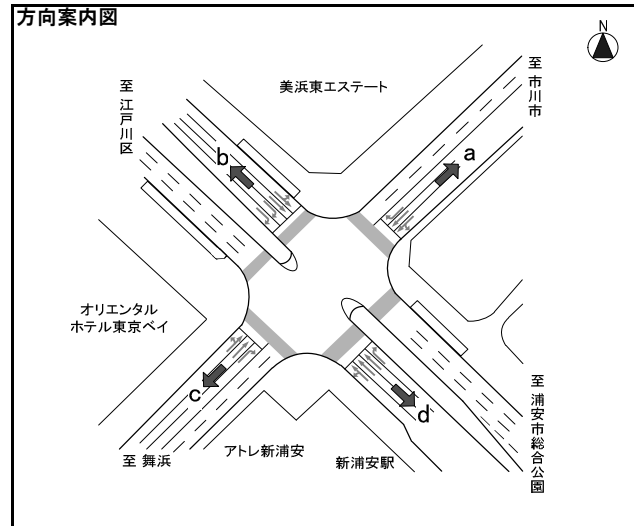 方向案内図
N
至 江戸川区
美浜東エステート
至 市川市
b
a
オリエンタル
ホテル東京ベイ
c
d
至 舞浜
アトレ新浦安
新浦安駅
至 浦安市総合公園